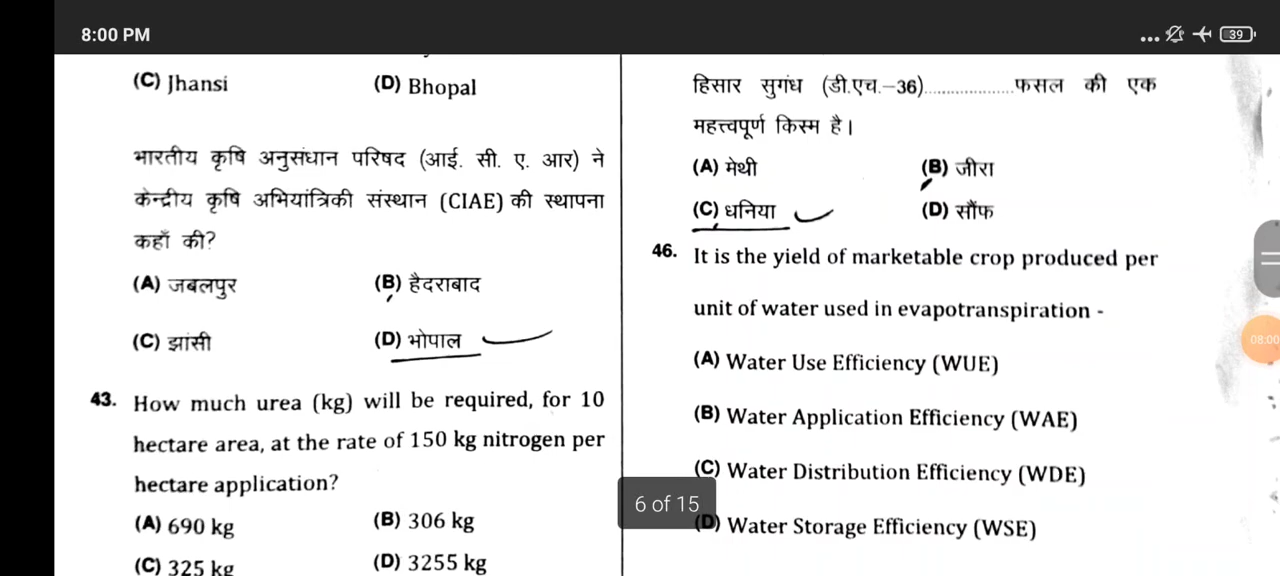 8:00 PM
39
(C) Jhansi
(D) Bhopal
भारतीय कृषि अनुसंधान परिषद (आई. सी. ए. आर) ने
केन्द्रीय कृषि अभियांत्रिकी संस्थान (CIAE) की स्थापना
कहाँ की?
(A) जबलपुर
(B) हैदराबाद
(C) झांसी
(D) भोपाल
43. How much urea (kg) will be required, for 10
hectare area, at the rate of 150 kg nitrogen per
hectare application?
(A) 690 kg
(B) 306 kg
(C) 325 kg
(D) 3255 kg
हिसार सुगंध (डी.एच.–36)..................फसल की एक
महत्त्वपूर्ण किस्म है।
(A) मेथी
(B) जीरा
(C) धनिया
(D) सौंफ
46. It is the yield of marketable crop produced per
unit of water used in evapotranspiration -
(A) Water Use Efficiency (WUE)
(B) Water Application Efficiency (WAE)
(C) Water Distribution Efficiency (WDE)
(D) Water Storage Efficiency (WSE)
6 of 15
08:00